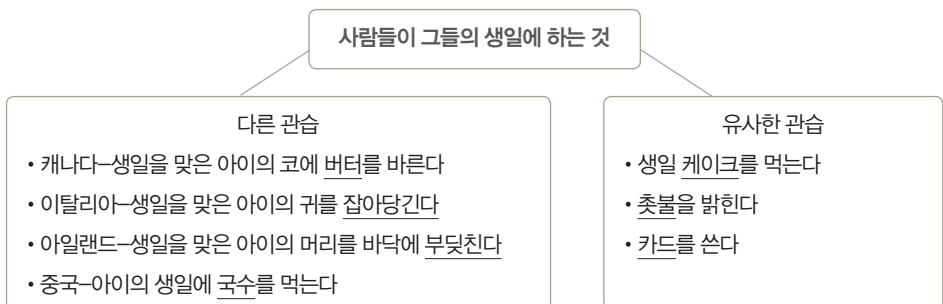 사람들이 그들의 생일에 하는 것
다른 관습
• 캐나다–생일을 맞은 아이의 코에 버터를 바른다
• 이탈리아–생일을 맞은 아이의 귀를 잡아당긴다
• 아일랜드–생일을 맞은 아이의 머리를 바닥에 부딪친다
• 중국–아이의 생일에 국수를 먹는다
유사한 관습
• 생일 케이크를 먹는다
• 촛불을 밝힌다
• 카드를 쓴다